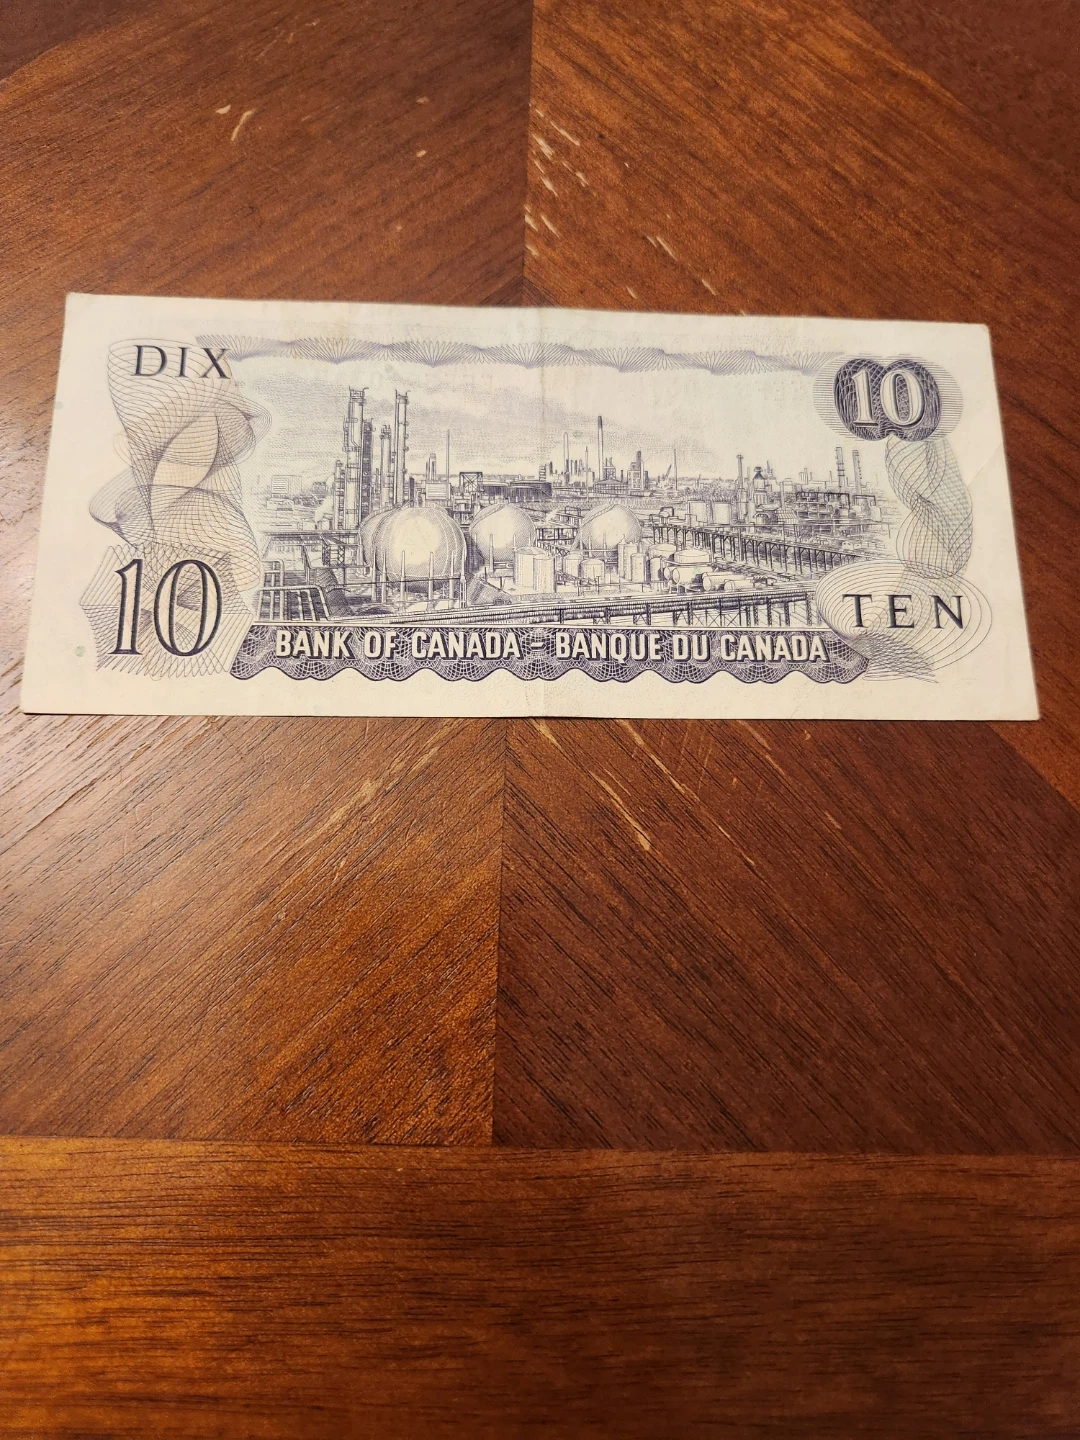 DIX
10
10
TEN
BANK OF CANADA - BANQUE DU CANADA